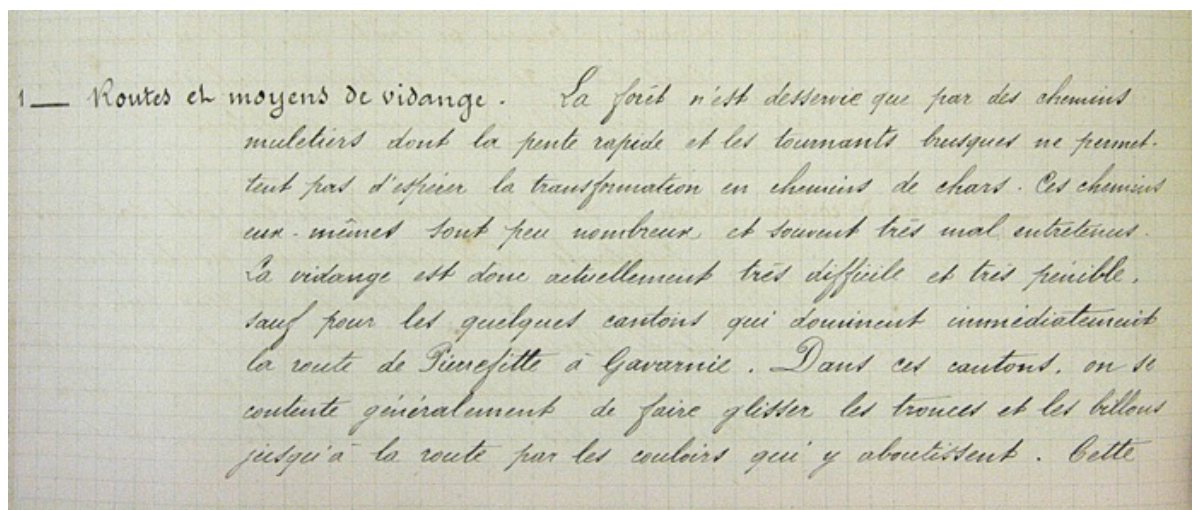 1 — Routes et moyens de vidange. La forêt n'est desservie que par des chemins
muletiers dont la pente rapide et les tournants brusques ne permet-
tent pas d'espérer la transformation en chemins de chars. Ces chemins
eux-mêmes sont peu nombreux, et souvent très mal entretenus.
La vidange est donc actuellement très difficile et très pénible,
sauf pour les quelques cantons qui dominent immédiatement
la route de Pierrefitte à Gavarnie. Dans ces cantons, on se
contente généralement de faire glisser les tronces et les billons
jusqu'à la route par les couloirs qui y aboutissent. Cette